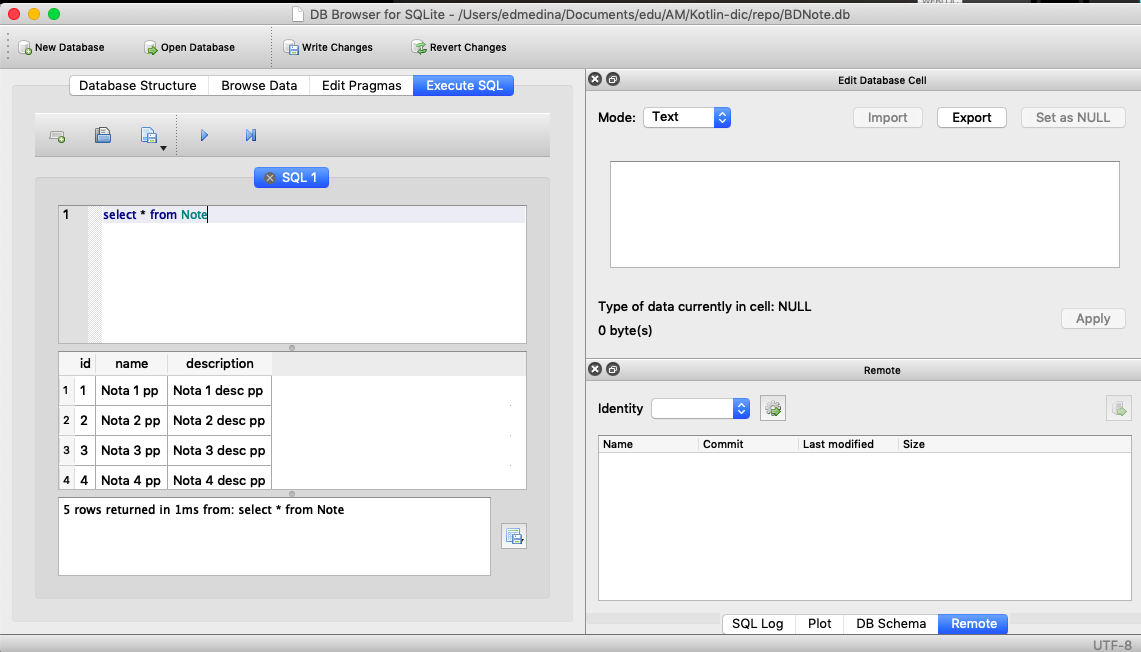 DB Browser for SQLite - /Users/edmedina/Documents/edu/AM/Kotlin-dic/repo/BDNote.db
New Database Open Database Write Changes Revert Changes
Database Structure Browse Data Edit Pragmas Execute SQL
SQL 1
1 select * from Note
id name description
1 1 Nota 1 pp Nota 1 desc pp
2 2 Nota 2 pp Nota 2 desc pp
3 3 Nota 3 pp Nota 3 desc pp
4 4 Nota 4 pp Nota 4 desc pp
5 rows returned in 1ms from: select * from Note
Edit Database Cell
Mode: Text Import Export Set as NULL
Type of data currently in cell: NULL
0 byte(s)
Apply
Remote
Identity
Name Commit Last modified Size
SQL Log Plot DB Schema Remote
UTF-8